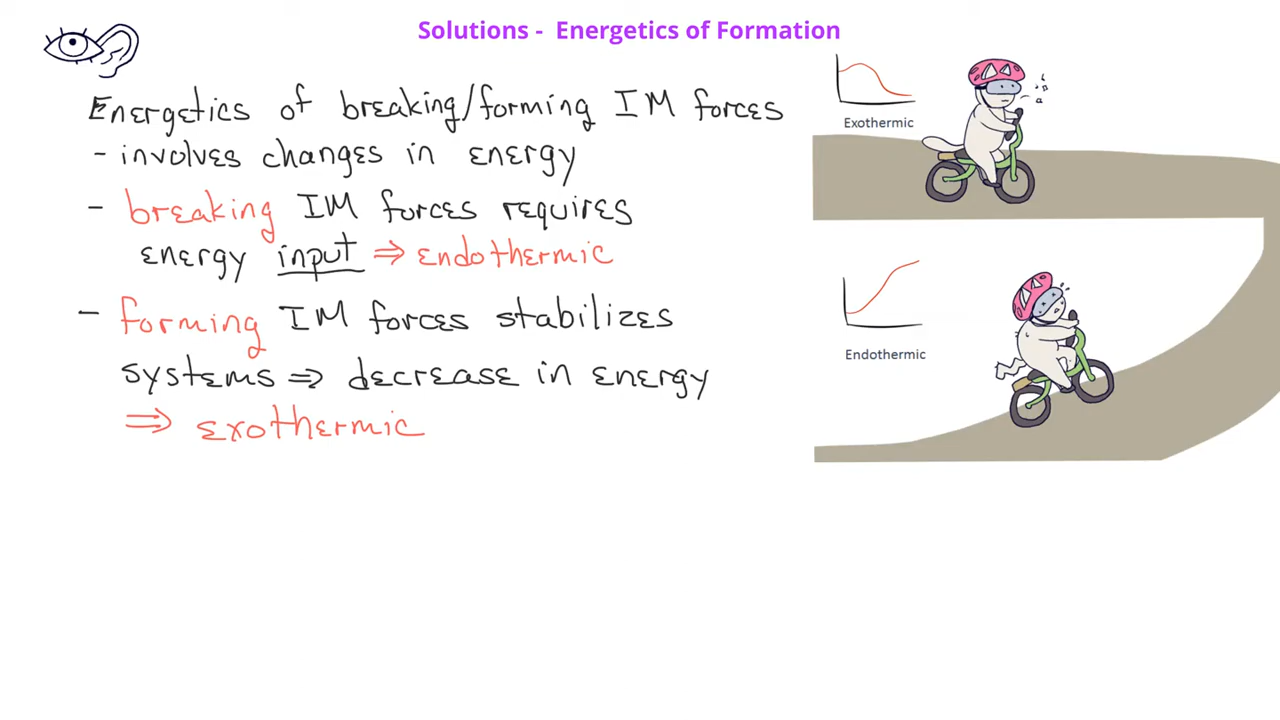 Solutions - Energetics of Formation
Energetics of breaking/forming IM forces
- involves changes in energy
- breaking IM forces requires
energy input ⇒ endothermic
- forming IM forces stabilizes
systems ⇒ decrease in energy
⇒ exothermic
Exothermic
Endothermic